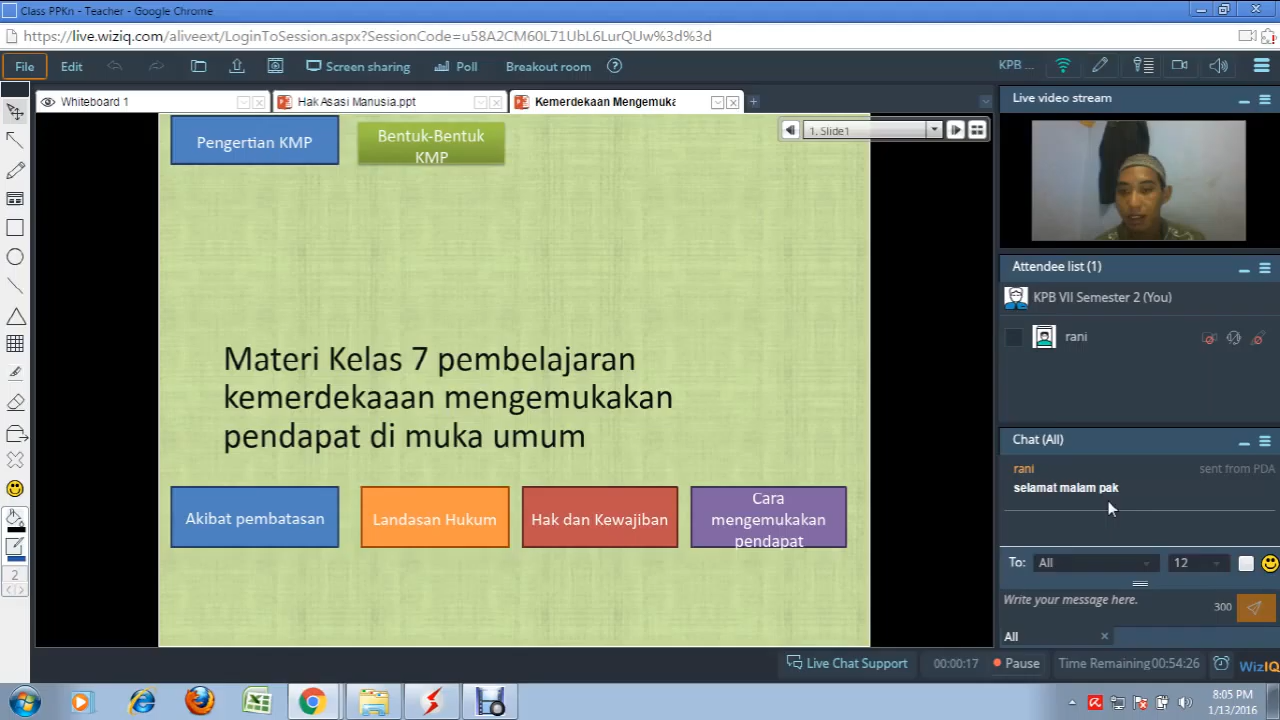 Class PPKn - Teacher - Google Chrome
https://live.wiziq.com/aliveext/LoginToSession.aspx?SessionCode=u58A2CM60L71UbL6LurQUw%3d%3d
File Edit Screen sharing Poll Breakout room KPB ...
Whiteboard 1 Hak Asasi Manusia.ppt Kemerdekaan Mengemuka
Live video stream
1. Slide1
Pengertian KMP
Bentuk-Bentuk
KMP
Materi Kelas 7 pembelajaran
kemerdekaaan mengemukakan
pendapat di muka umum
Akibat pembatasan
Landasan Hukum
Hak dan Kewajiban
Cara
mengemukakan
pendapat
Attendee list (1)
KPB VII Semester 2 (You)
rani
Chat (All)
rani sent from PDA
selamat malam pak
To: All 12
Write your message here. 300
All
2
Live Chat Support 00:00:17 Pause Time Remaining 00:54:26 WizIQ
8:05 PM
1/13/2016